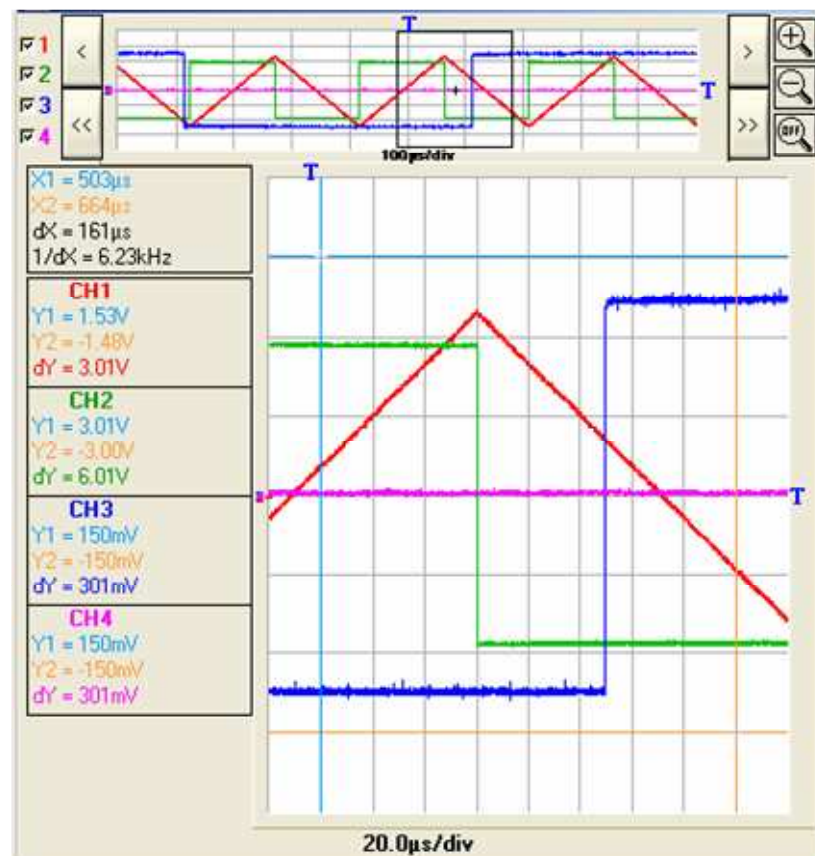 T
1
2
3
4
<
<<
>
>>
T
OFF
100µs/div
X1 = 503µs
X2 = 664µs
dX = 161µs
1/dX = 6.23kHz
CH1
Y1 = 1.53V
Y2 = -1.48V
dY = 3.01V
CH2
Y1 = 3.01V
Y2 = -3.00V
dY = 6.01V
CH3
Y1 = 150mV
Y2 = -150mV
dY = 301mV
CH4
Y1 = 150mV
Y2 = -150mV
dY = 301mV
T
T
20.0µs/div